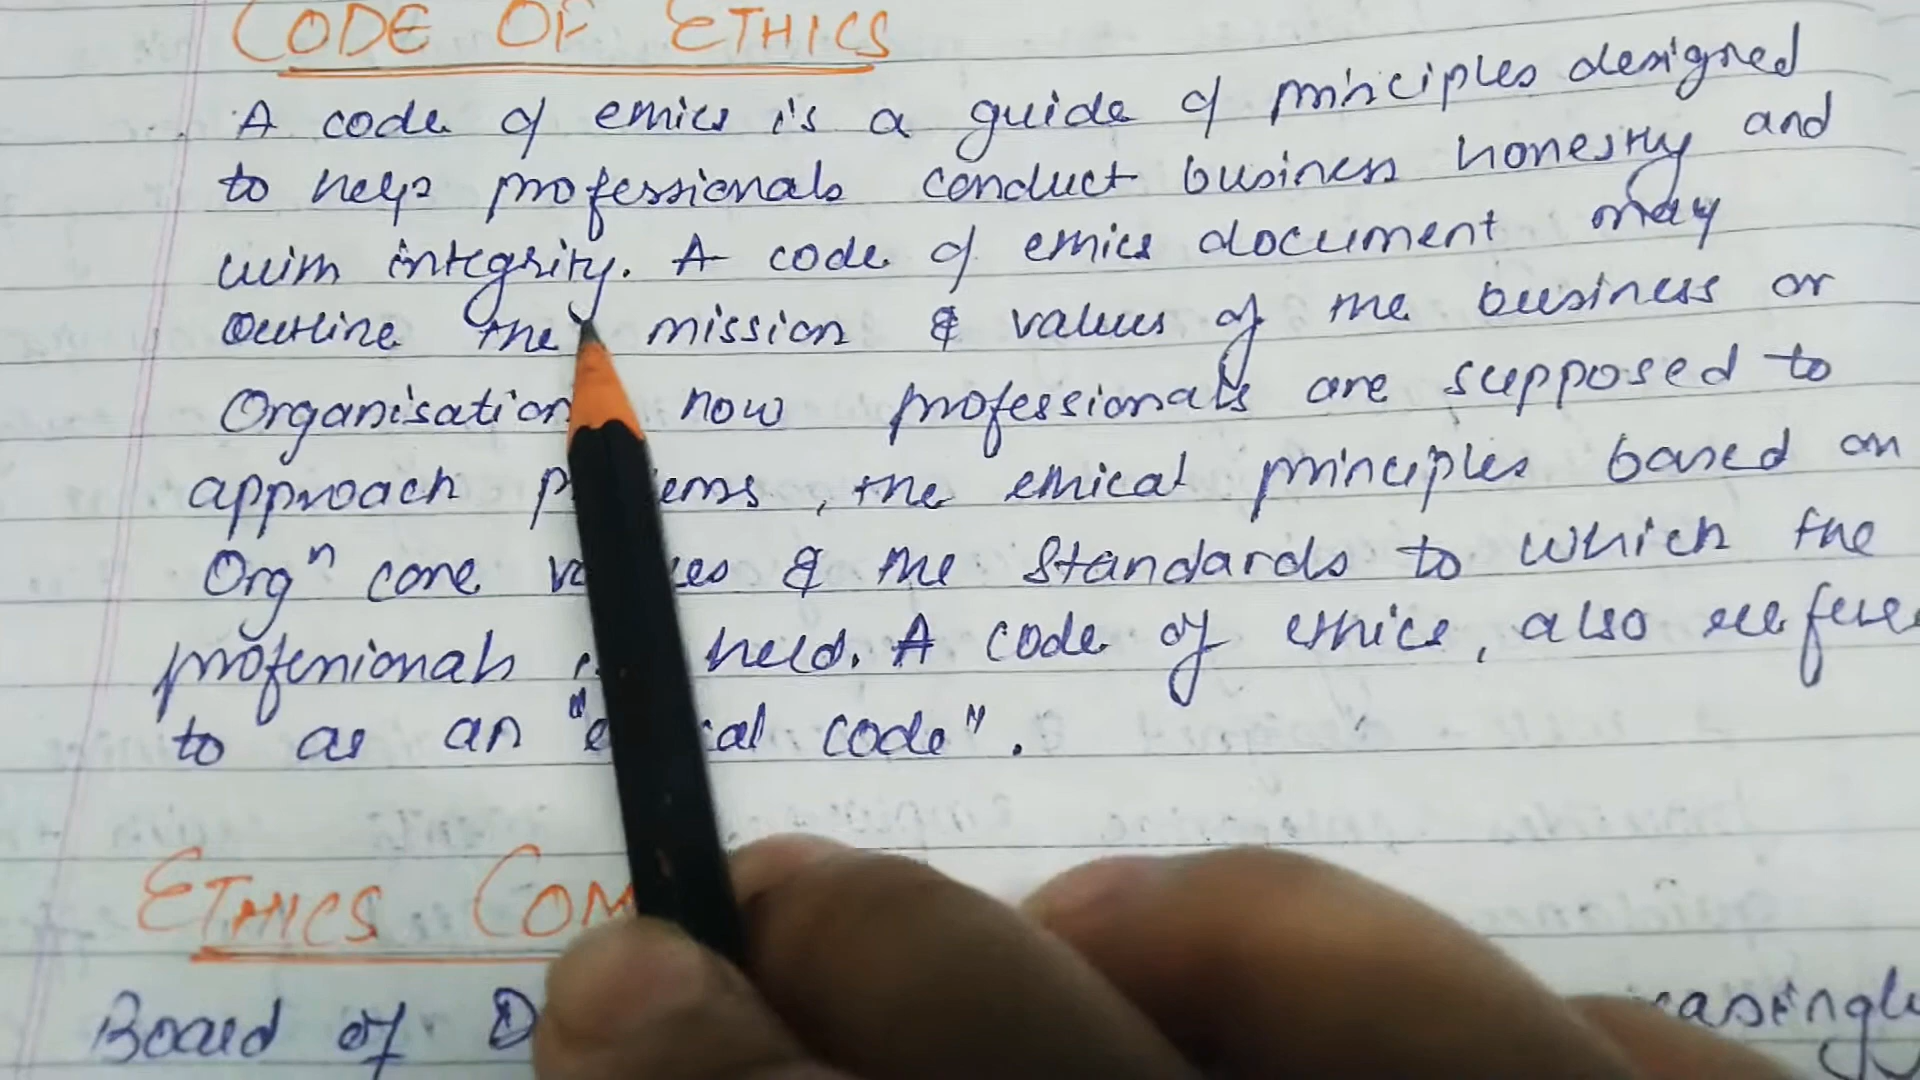 CODE OF ETHICS
A code of ethics is a guide of principles designed
to help professionals conduct business honestly and
with integrity. A code of ethics document may
outline the mission & values of the business or
Organisation how professionals are supposed to
approach , the ethical principles based on
Orgⁿ core & the Standards to which the
professionals held. A code of ethics, also refere
to as an code".
ETHICS
Board of